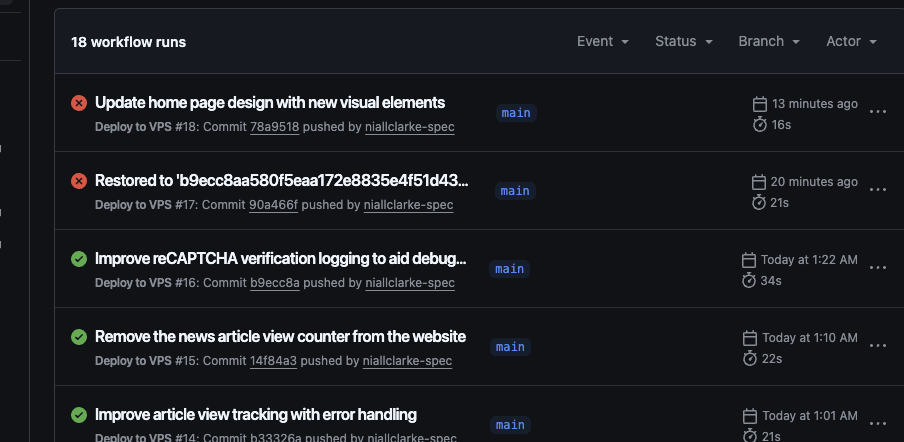 18 workflow runs
Event
Status
Branch
Actor
Update home page design with new visual elements
main
13 minutes ago
Deploy to VPS #18: Commit 78a9518 pushed by niallclarke-spec
16s
Restored to 'b9ecc8aa580f5eaa172e8835e4f51d43...
main
20 minutes ago
Deploy to VPS #17: Commit 90a466f pushed by niallclarke-spec
21s
Improve reCAPTCHA verification logging to aid debug...
main
Today at 1:22 AM
Deploy to VPS #16: Commit b9ecc8a pushed by niallclarke-spec
34s
Remove the news article view counter from the website
main
Today at 1:10 AM
Deploy to VPS #15: Commit 14f84a3 pushed by niallclarke-spec
22s
Improve article view tracking with error handling
main
Today at 1:01 AM
Deploy to VPS #14: Commit b33326a pushed by niallclarke-spec
21s